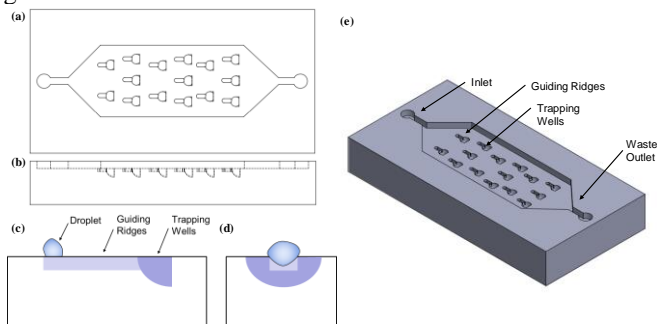 (a)
(e)
Inlet
Guiding Ridges
Trapping
Wells
Waste
Outlet
(b)
(c)
Droplet
Guiding
Ridges
Trapping
Wells
(d)